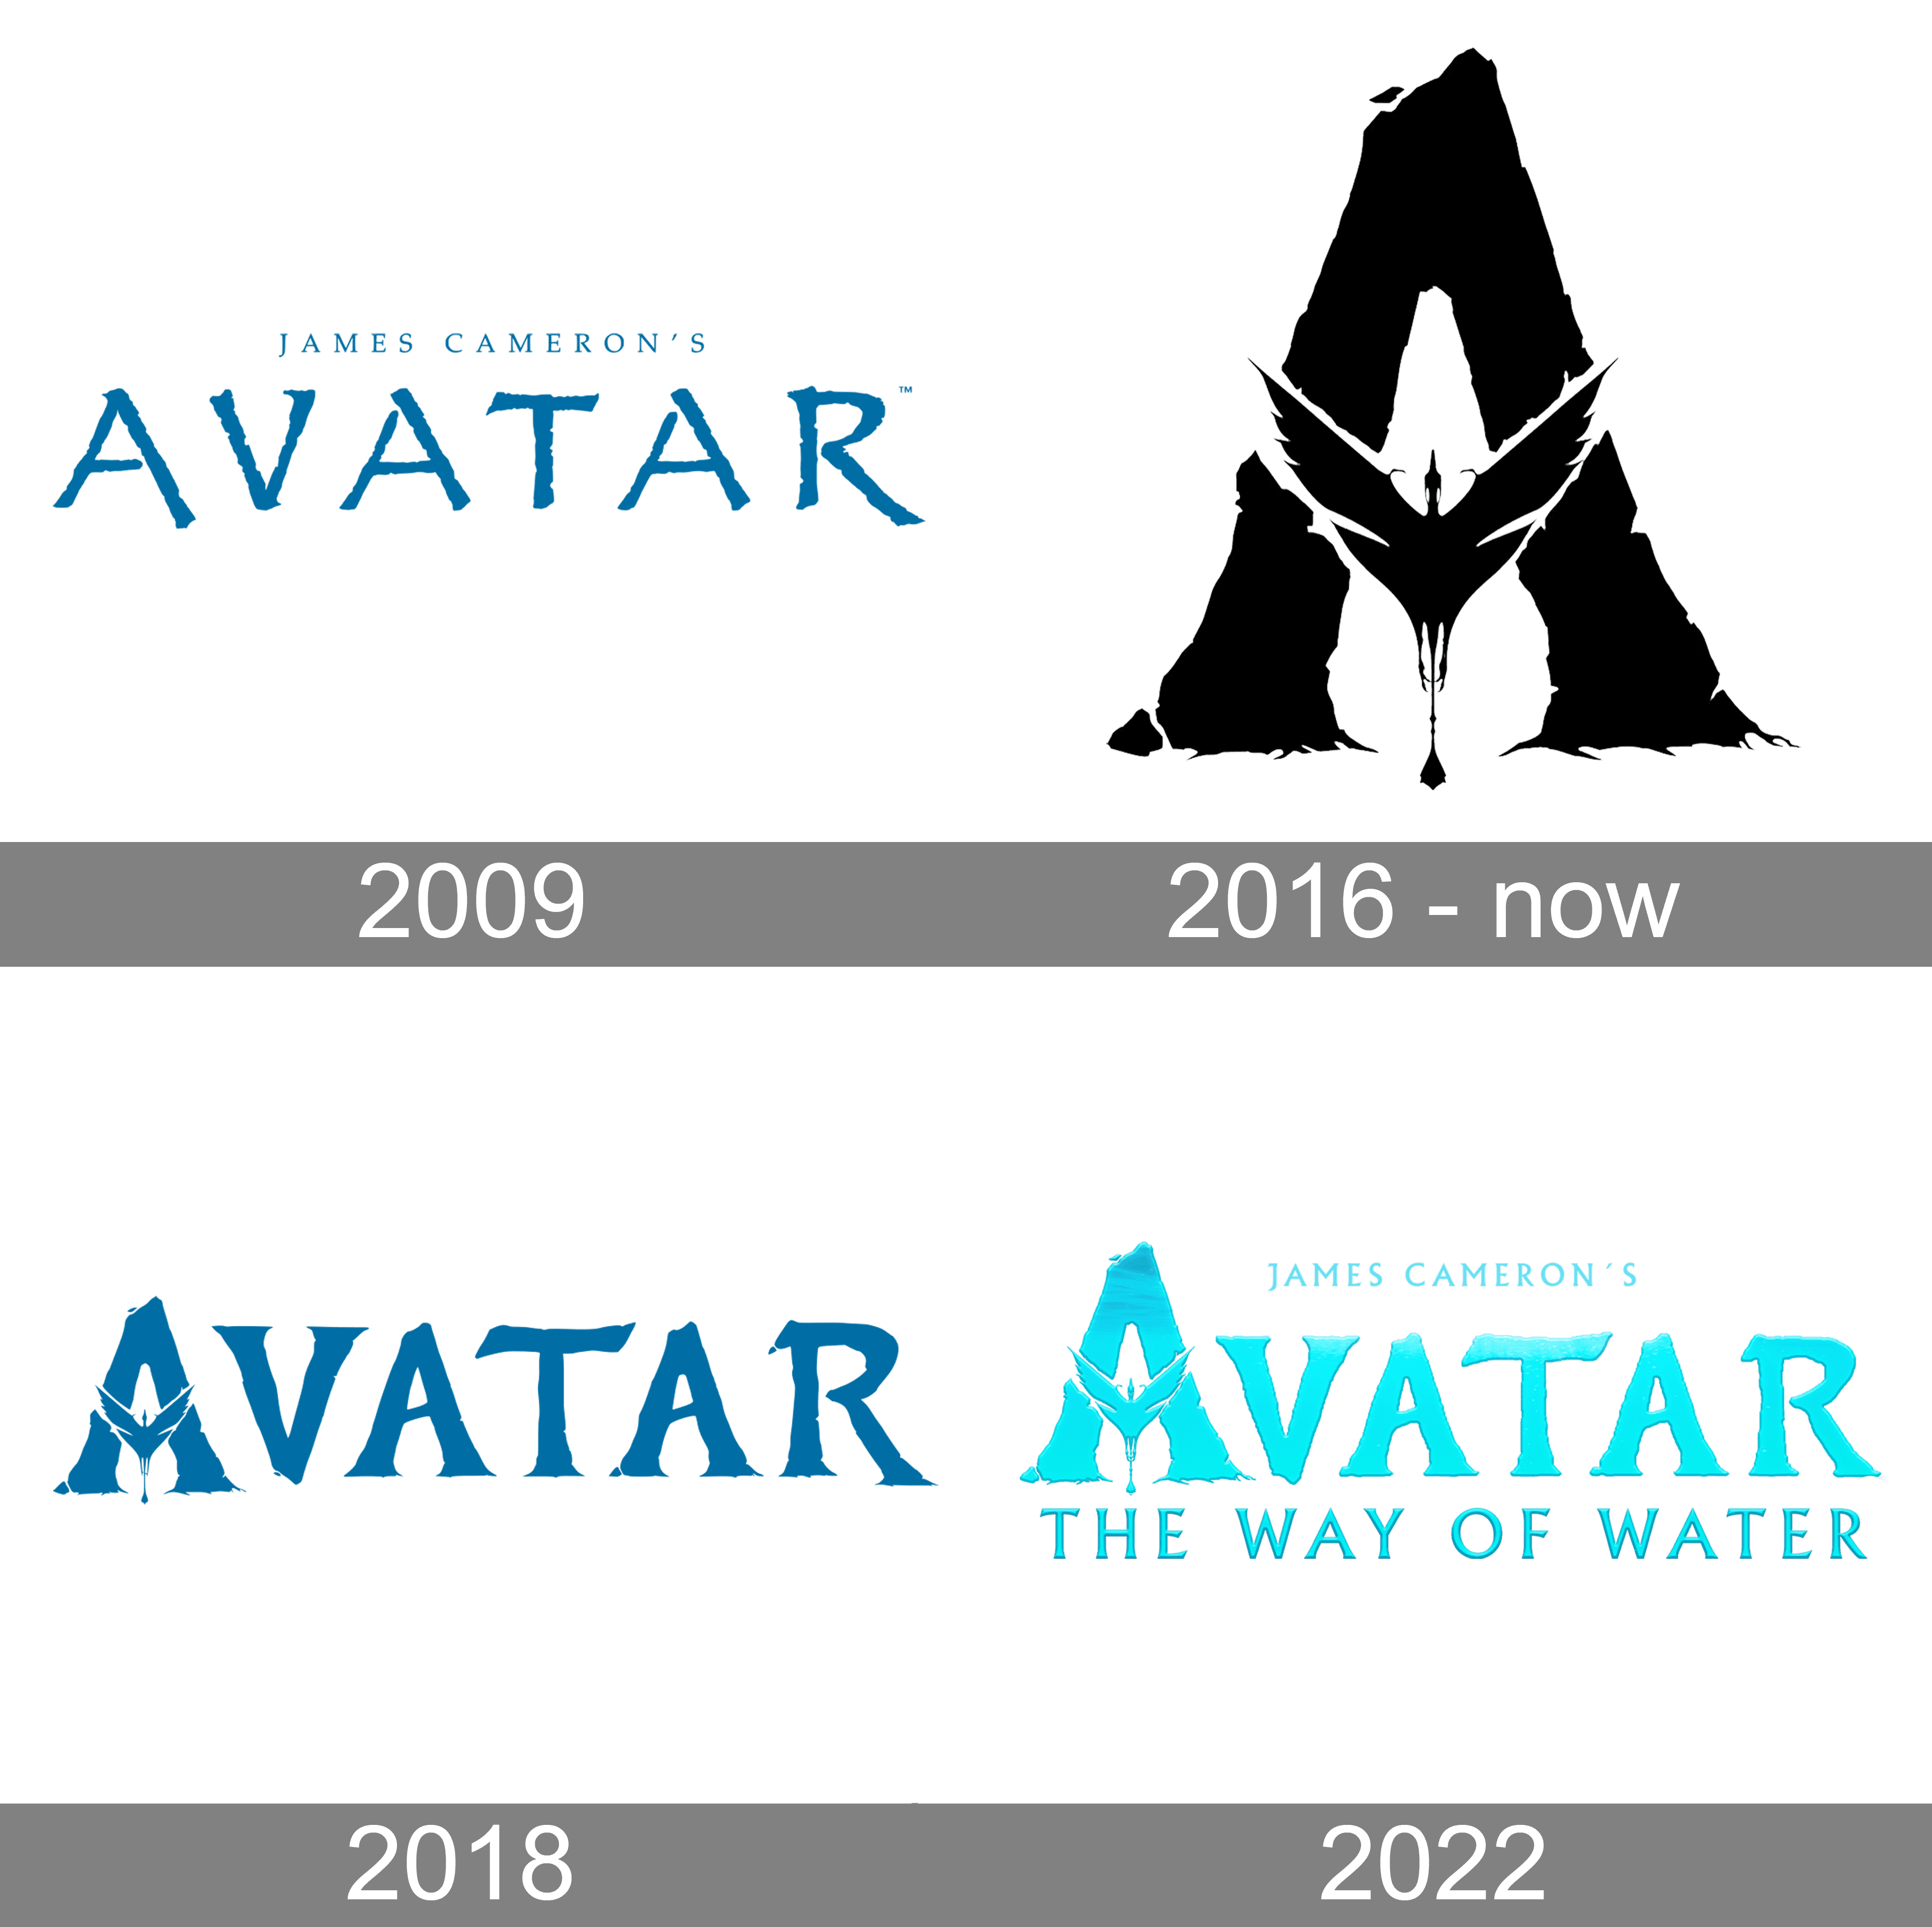 JAMES CAMERON´S
AVATAR™
A
2009
2016 - now
AVATAR
JAMES CAMERON´S
AVATAR
THE WAY OF WATER
2018
2022